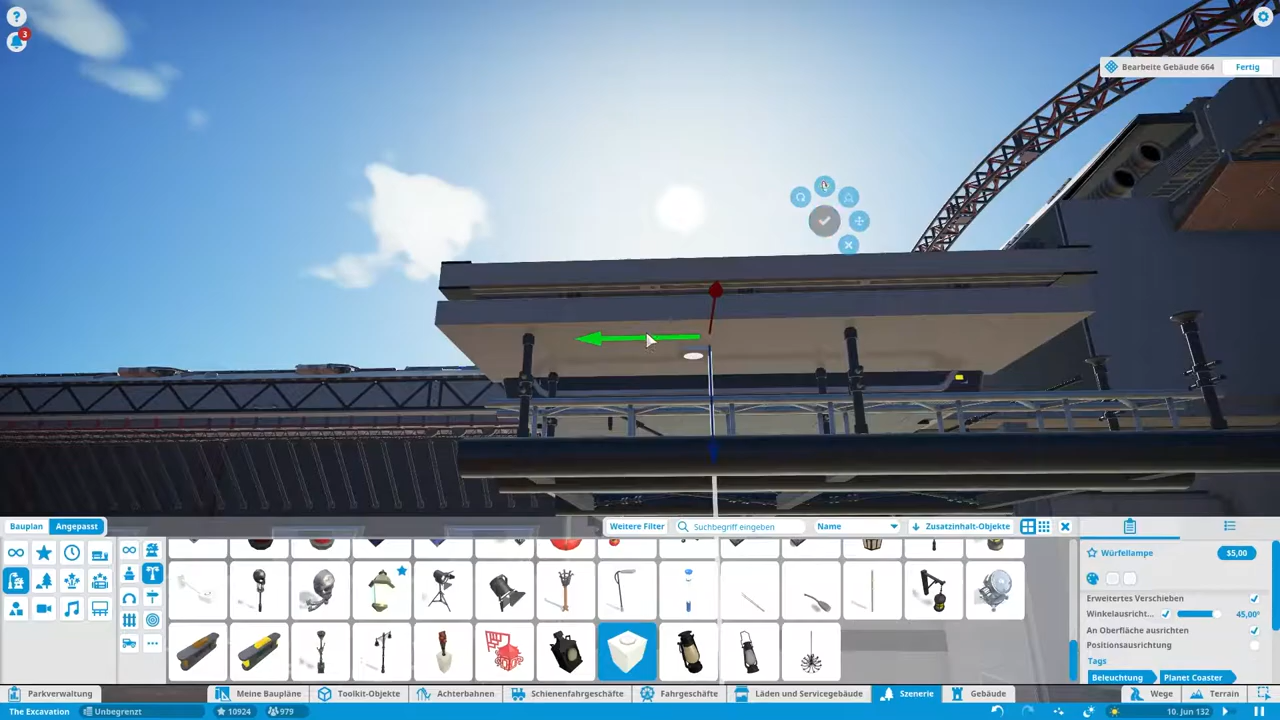 ?
3
Bearbeite Gebäude 664 Fertig
Bauplan Angepasst
Weitere Filter
Suchbegriff eingeben
Name
Zusatzinhalt-Objekte
Würfellampe $5,00
Erweitertes Verschieben
Winkelausricht... 45,00°
An Oberfläche ausrichten
Positionsausrichtung
Tags
Beleuchtung Planet Coaster
Parkverwaltung Meine Baupläne Toolkit-Objekte Achterbahnen Schienenfahrgeschäfte Fahrgeschäfte Läden und Servicegebäude Szenerie Gebäude Wege Terrain
The Excavation Unbegrenzt 10924 979 10. Jun 132